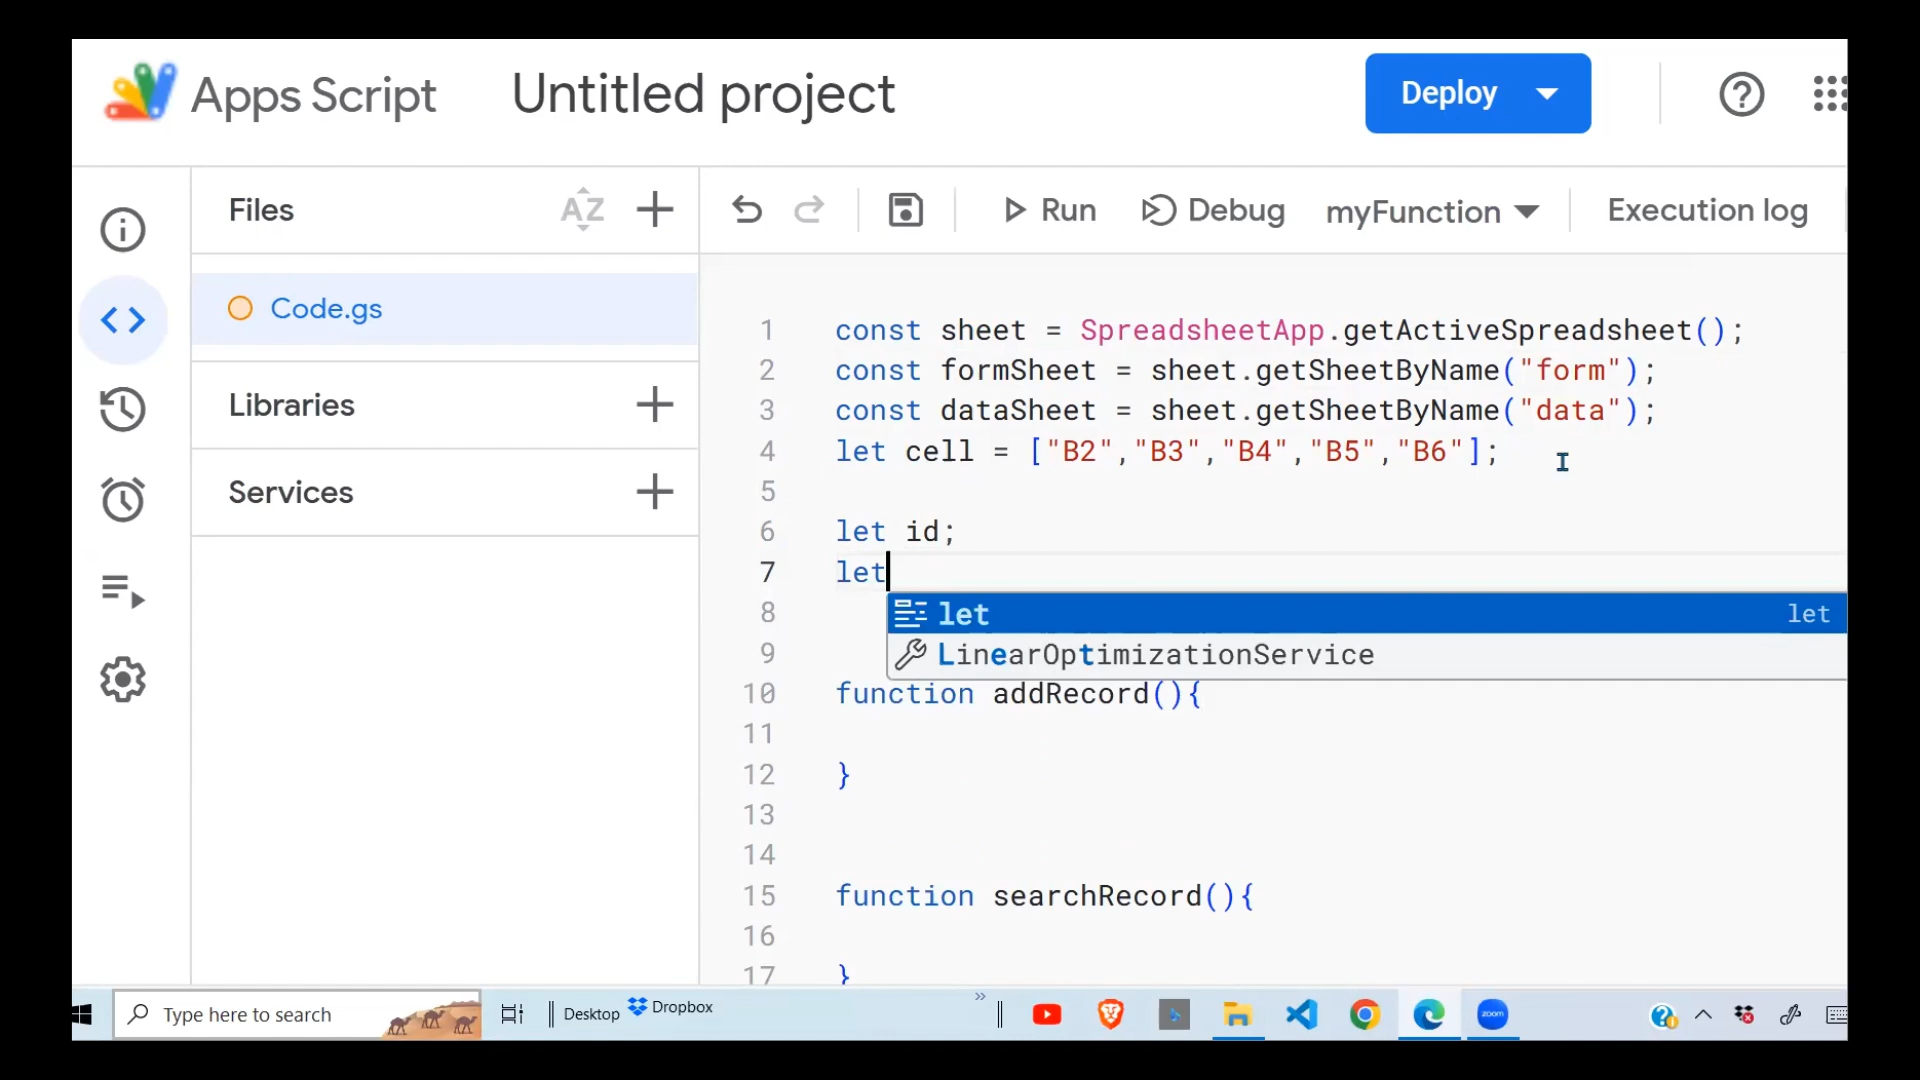 Apps Script
Untitled project
Deploy
Files
AZ
Run
Debug
myFunction
Execution log
Code.gs
Libraries
Services
1 const sheet = SpreadsheetApp.getActiveSpreadsheet();
2 const formSheet = sheet.getSheetByName("form");
3 const dataSheet = sheet.getSheetByName("data");
4 let cell = ["B2","B3","B4","B5","B6"];
5
6 let id;
7 let
8 let let
9 LinearOptimizationService
10 function addRecord(){
11
12 }
13
14
15 function searchRecord(){
16
17 }
Type here to search
Desktop
Dropbox
zoom